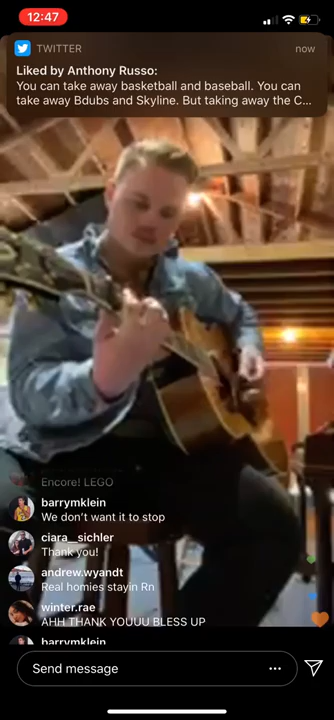 12:47
TWITTER
now
Liked by Anthony Russo:
You can take away basketball and baseball. You can
take away Bdubs and Skyline. But taking away the C...
Encore! LEGO
barrymklein
We don’t want it to stop
ciara__sichler
Thank you!
andrew.wyandt
Real homies stayin Rn
winter.rae
AHH THANK YOUUU BLESS UP
barrymklein
Send message